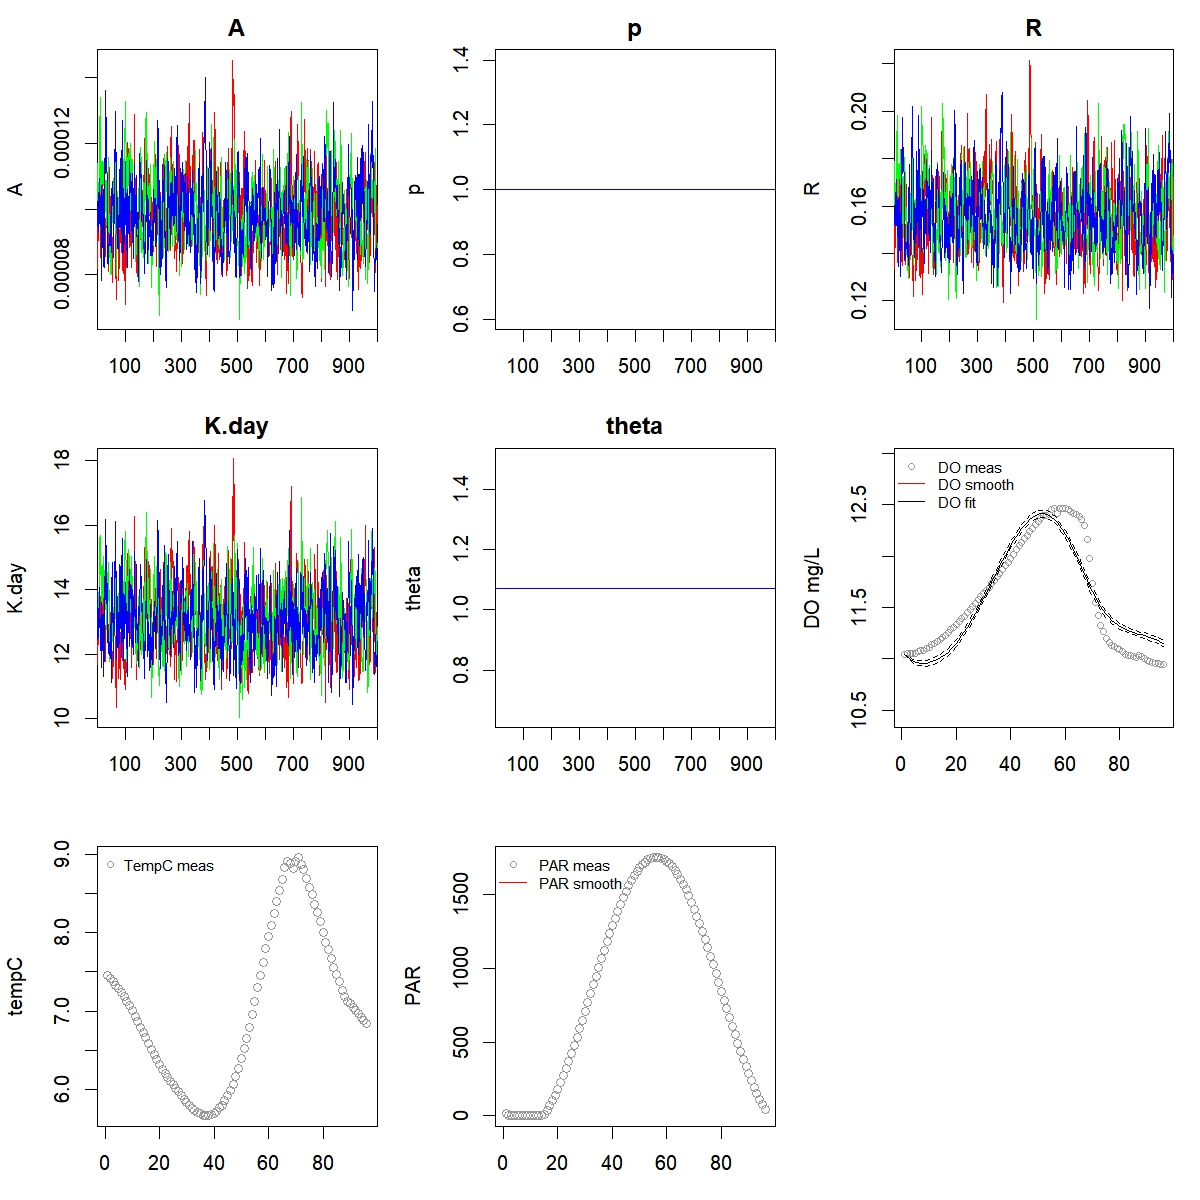 A
A
0.00012
0.00008
100 300 500 700 900
p
p
1.4
1.2
1.0
0.8
0.6
100 300 500 700 900
R
R
0.20
0.16
0.12
100 300 500 700 900
K.day
K.day
18
16
14
12
10
100 300 500 700 900
theta
theta
1.4
1.2
1.0
0.8
100 300 500 700 900
DO mg/L
12.5
11.5
10.5
DO meas
DO smooth
DO fit
0 20 40 60 80
tempC
9.0
8.0
7.0
6.0
TempC meas
0 20 40 60 80
PAR
1500
1000
500
0
PAR meas
PAR smooth
0 20 40 60 80